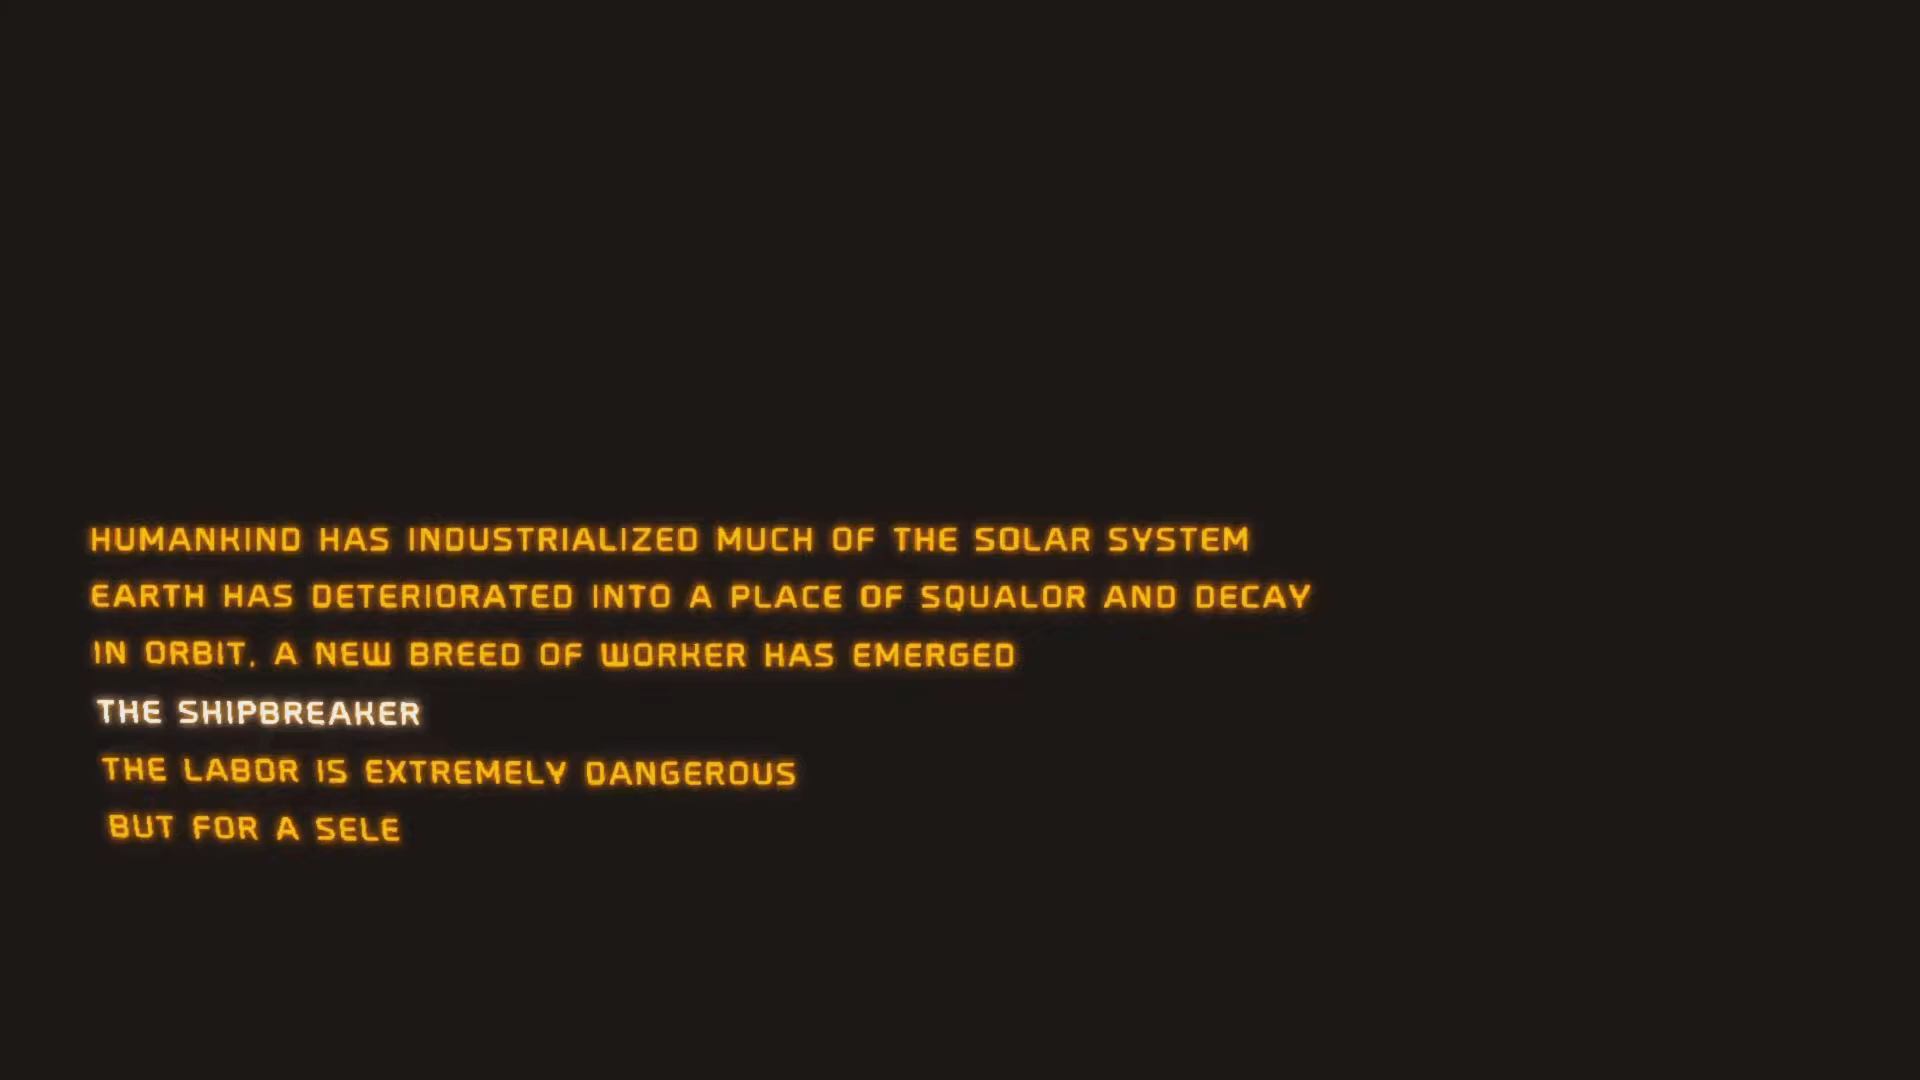 HUMANKIND HAS INDUSTRIALIZED MUCH OF THE SOLAR SYSTEM
EARTH HAS DETERIORATED INTO A PLACE OF SQUALOR AND DECAY
IN ORBIT, A NEW BREED OF WORKER HAS EMERGED
THE SHIPBREAKER
THE LABOR IS EXTREMELY DANGEROUS
BUT FOR A SELE